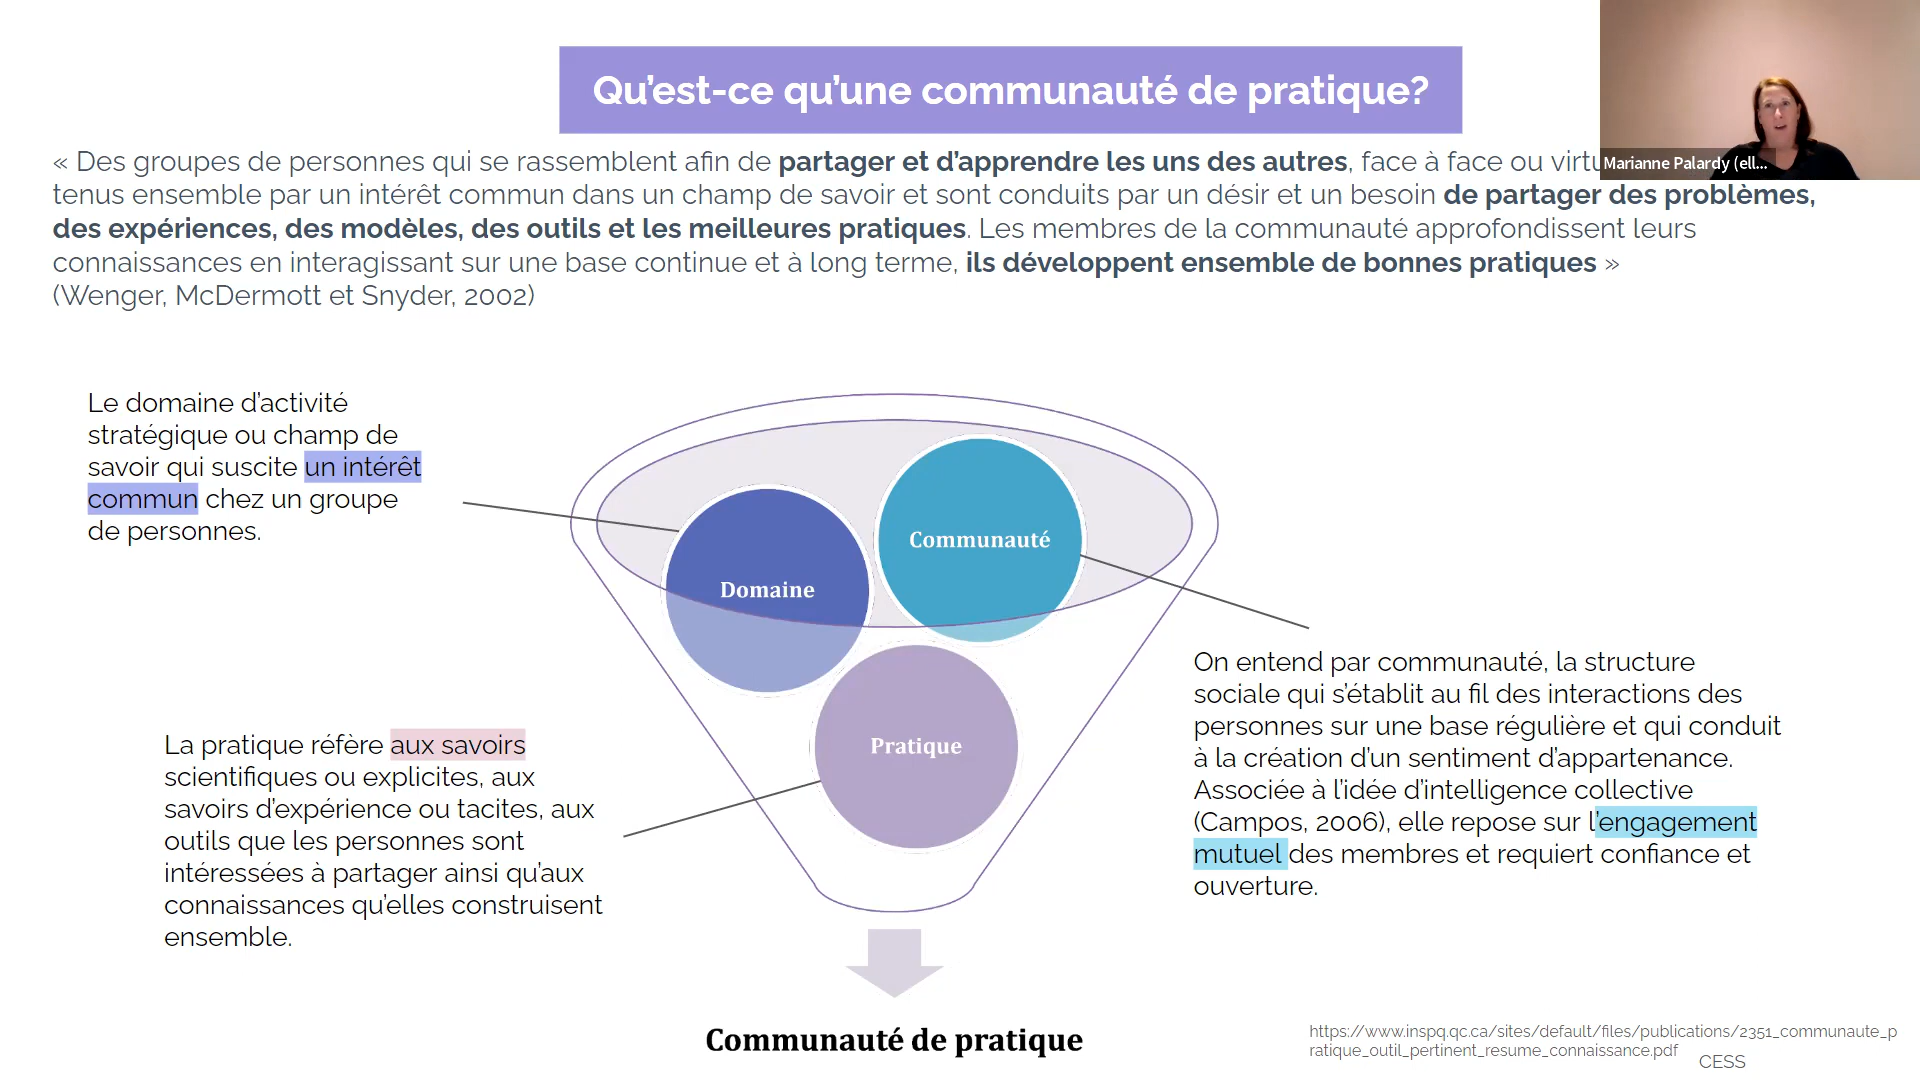 Qu'est-ce qu'une communauté de pratique?
Marianne Palardy (ell...
« Des groupes de personnes qui se rassemblent afin de partager et d'apprendre les uns des autres, face à face ou
tenus ensemble par un intérêt commun dans un champ de savoir et sont conduits par un désir et un besoin de partager des problèmes,
des expériences, des modèles, des outils et les meilleures pratiques. Les membres de la communauté approfondissent leurs
connaissances en interagissant sur une base continue et à long terme, ils développent ensemble de bonnes pratiques »
(Wenger, McDermott et Snyder, 2002)
Le domaine d'activité
stratégique ou champ de
savoir qui suscite un intérêt
commun chez un groupe
de personnes.
Communauté
Domaine
Pratique
On entend par communauté, la structure
sociale qui s'établit au fil des interactions des
personnes sur une base régulière et qui conduit
à la création d'un sentiment d'appartenance.
Associée à l'idée d'intelligence collective
(Campos, 2006), elle repose sur l'engagement
mutuel des membres et requiert confiance et
ouverture.
La pratique réfère aux savoirs
scientifiques ou explicites, aux
savoirs d'expérience ou tacites, aux
outils que les personnes sont
intéressées à partager ainsi qu'aux
connaissances qu'elles construisent
ensemble.
Communauté de pratique
https://www.inspq.qc.ca/sites/default/files/publications/2351_communaute_p
ratique_outil_pertinent_resume_connaissance.pdf
CESS